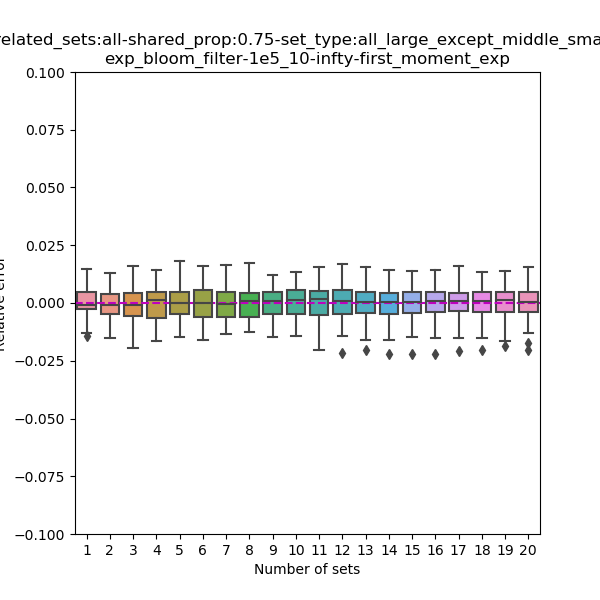 related_sets:all-shared_prop:0.75-set_type:all_large_except_middle_sma
exp_bloom_filter-1e5_10-infty-first_moment_exp
0.100
0.075
0.050
0.025
0.000
−0.025
−0.050
−0.075
−0.100
Relative error
1 2 3 4 5 6 7 8 9 10 11 12 13 14 15 16 17 18 19 20
Number of sets